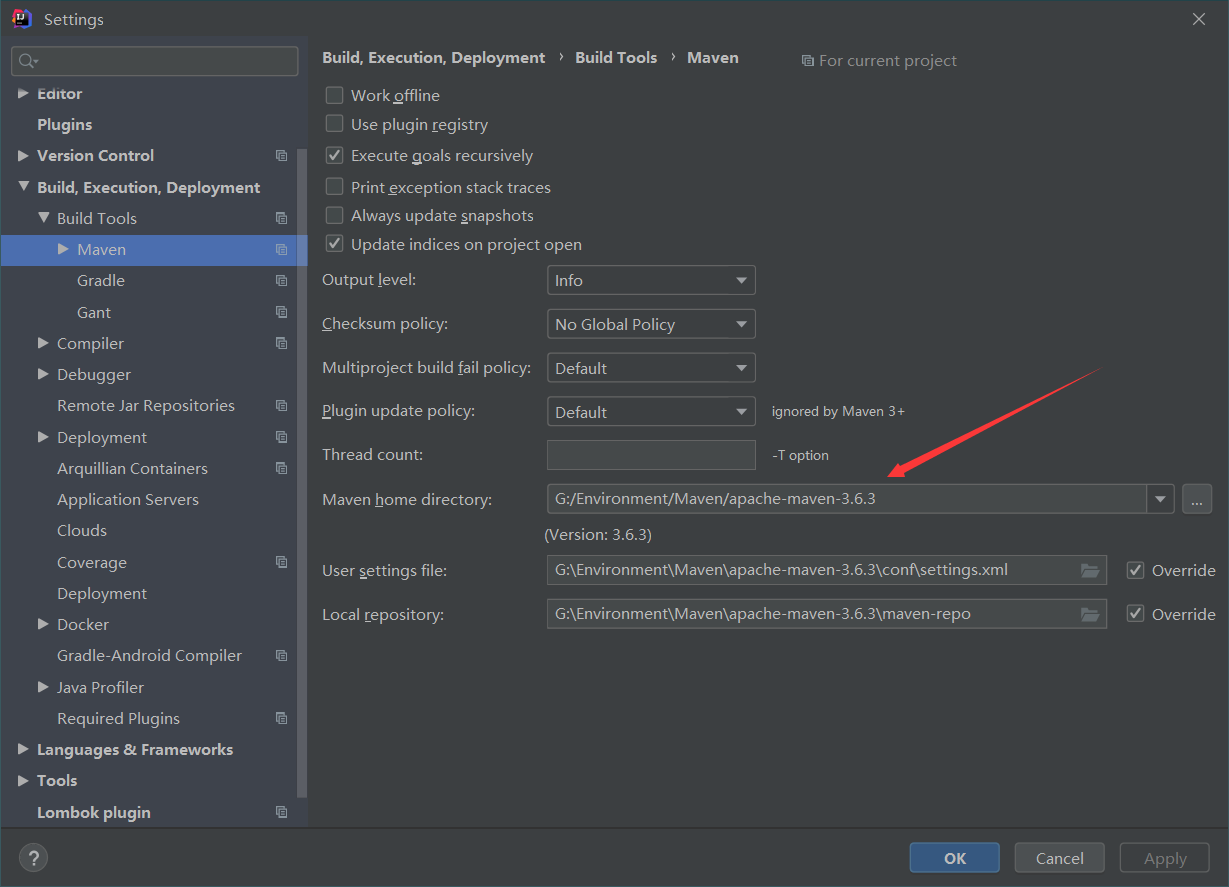 Settings
Editor
Plugins
Version Control
Build, Execution, Deployment
Build Tools
Maven
Gradle
Gant
Compiler
Debugger
Remote Jar Repositories
Deployment
Arquillian Containers
Application Servers
Clouds
Coverage
Deployment
Docker
Gradle-Android Compiler
Java Profiler
Required Plugins
Languages & Frameworks
Tools
Lombok plugin
Build, Execution, Deployment › Build Tools › Maven For current project
Work offline
Use plugin registry
Execute goals recursively
Print exception stack traces
Always update snapshots
Update indices on project open
Output level: Info
Checksum policy: No Global Policy
Multiproject build fail policy: Default
Plugin update policy: Default ignored by Maven 3+
Thread count: -T option
Maven home directory: G:/Environment/Maven/apache-maven-3.6.3 ...
(Version: 3.6.3)
User settings file: G:\Environment\Maven\apache-maven-3.6.3\conf\settings.xml Override
Local repository: G:\Environment\Maven\apache-maven-3.6.3\maven-repo Override
? OK Cancel Apply